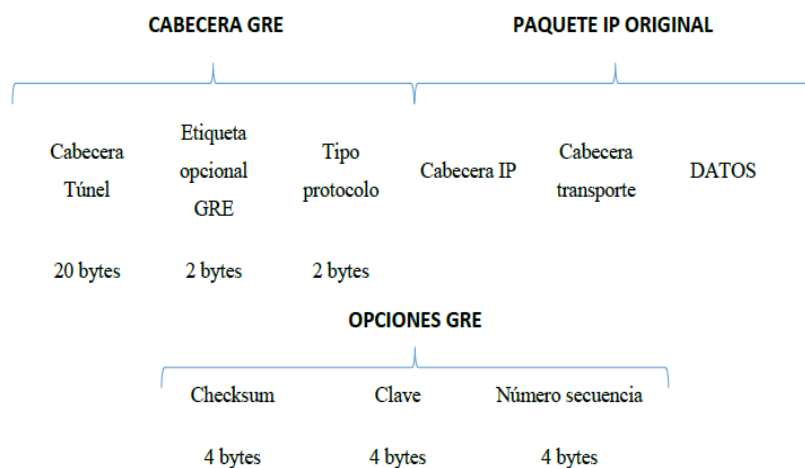 CABECERA GRE
PAQUETE IP ORIGINAL
Cabecera
Túnel
Etiqueta
opcional
GRE
Tipo
protocolo
Cabecera IP
Cabecera
transporte
DATOS
20 bytes
2 bytes
2 byte
OPCIONES GRE
Checksum
Clave
Número secuencia
4 bytes
4 bytes
4 bytes